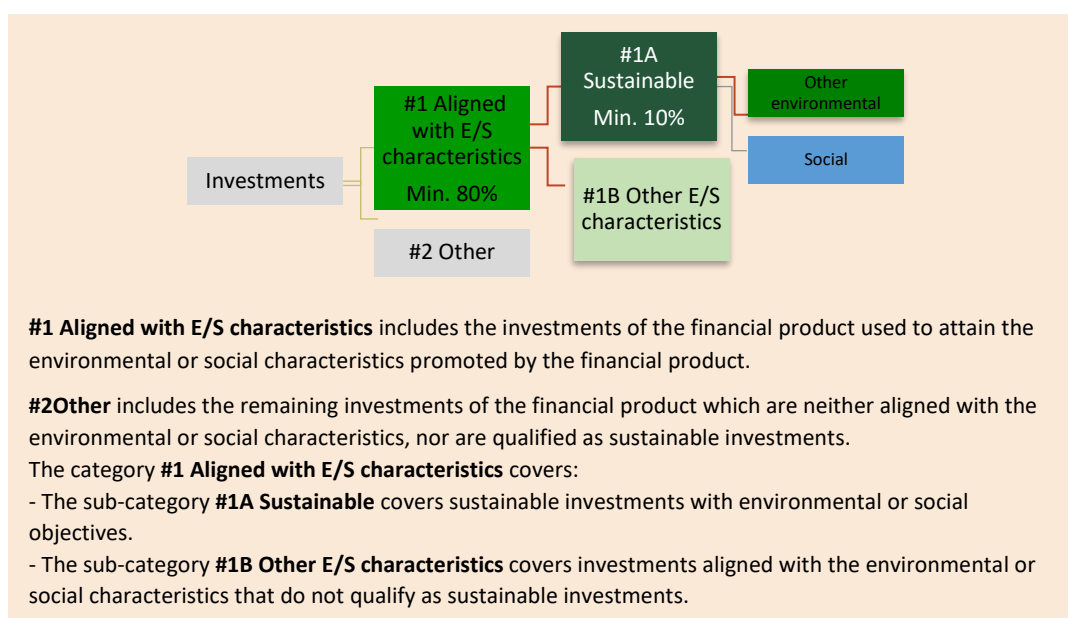 #1A
Sustainable
Min. 10%
Other
environmental
#1 Aligned
with E/S
characteristics
Min. 80%
Social
Investments
#1B Other E/S
characteristics
#2 Other
#1 Aligned with E/S characteristics includes the investments of the financial product used to attain the
environmental or social characteristics promoted by the financial product.
#2Other includes the remaining investments of the financial product which are neither aligned with the
environmental or social characteristics, nor are qualified as sustainable investments.
The category #1 Aligned with E/S characteristics covers:
- The sub-category #1A Sustainable covers sustainable investments with environmental or social
objectives.
- The sub-category #1B Other E/S characteristics covers investments aligned with the environmental or
social characteristics that do not qualify as sustainable investments.